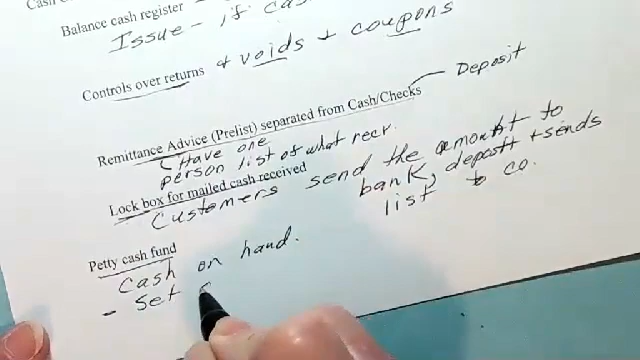 Balance cash register
Issue - if cas
Controls over returns + voids + coupons
Remittance Advice (Prelist) separated from Cash/Checks Deposit
Have one
person list of what recv.
Lock box for mailed cash received
Customers send the amount to
bank, deposit + sends
list to co.
Petty cash fund
Cash on hand.
- Set